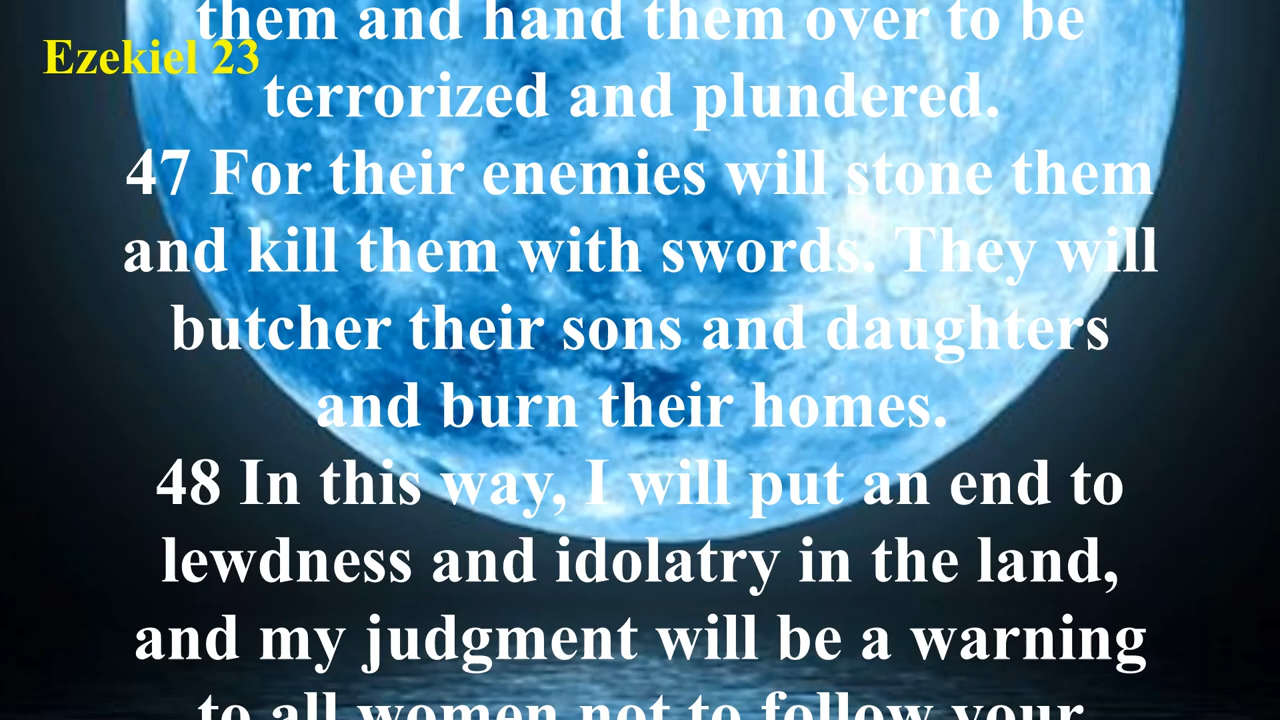 them and hand them over to be
Ezekiel 23
terrorized and plundered.
47 For their enemies will stone them
and kill them with swords. They will
butcher their sons and daughters
and burn their homes.
48 In this way, I will put an end to
lewdness and idolatry in the land,
and my judgment will be a warning
to all women not to follow your